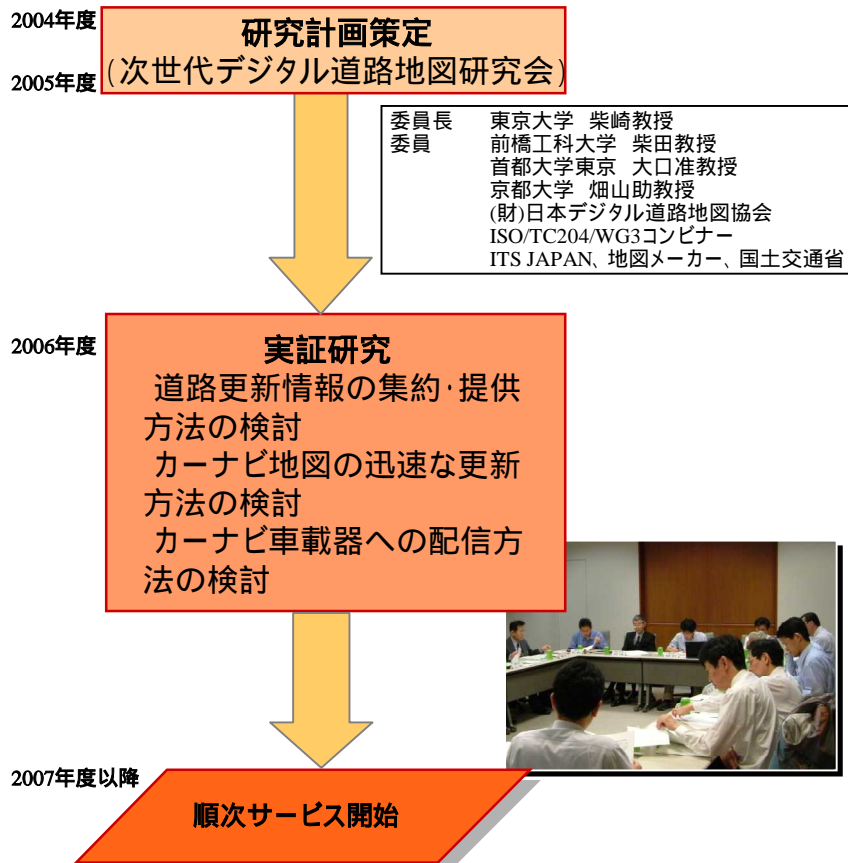 2004年度
研究計画策定
2005年度
(次世代デジタル道路地図研究会)
委員長 東京大学 柴崎教授
委員 前橋工科大学 柴田教授
首都大学東京 大口准教授
京都大学 畑山助教授
(財)日本デジタル道路地図協会
ISO/TC204/WG3コンビナー
ITS JAPAN、地図メーカー、国土交通省
2006年度
実証研究
道路更新情報の集約・提供
方法の検討
カーナビ地図の迅速な更新
方法の検討
カーナビ車載器への配信方
法の検討
2007年度以降
順次サービス開始